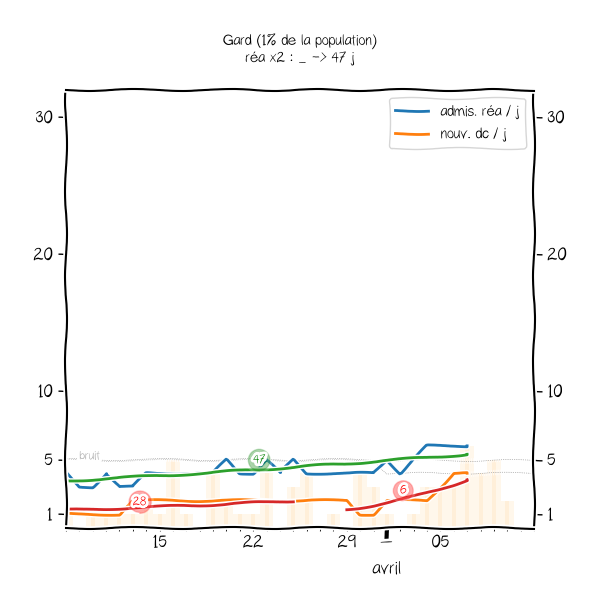 Gard (1% de la population)
réa x2 : _ -> 47 j
admis. réa / j
nouv. dc / j
30
30
20
20
10
10
bruit
5
5
47
28
6
1
1
15
22
29
05
avril